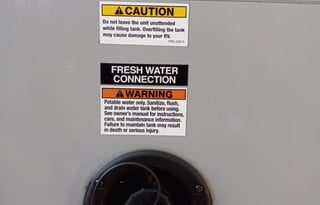 CAUTION
Do not leave the unit unattended
while filling tank. Overfilling the tank
may cause damage to your RV.
FRESH WATER
CONNECTION
WARNING
Potable water only. Sanitize, flush,
and drain water tank before using.
See owner's manual for instructions,
care, and maintenance information.
Failure to maintain tank may result
in death or serious injury.